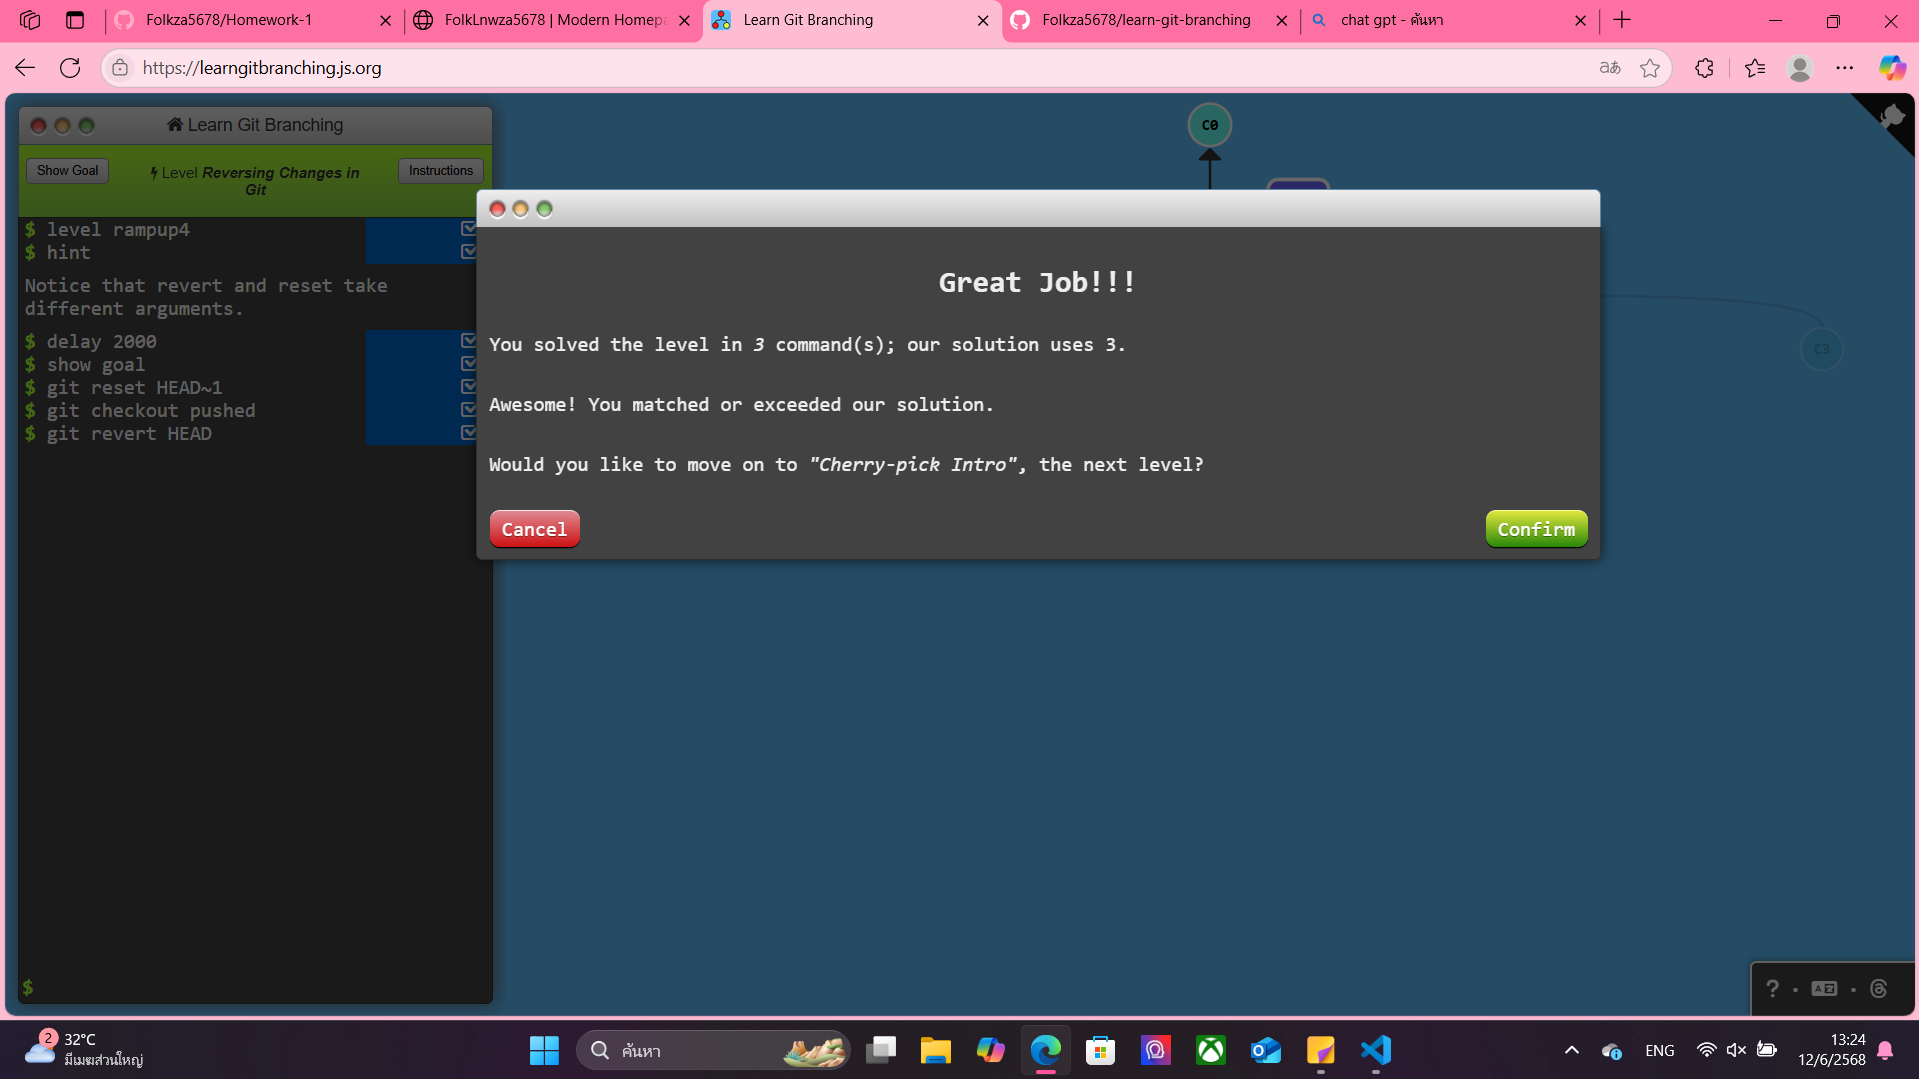 Folkza5678/Homework-1
FolkLnwza5678 | Modern Homepa
Learn Git Branching
Folkza5678/learn-git-branching
chat gpt - ค้นหา
https://learngitbranching.js.org
aあ
Learn Git Branching
Show Goal
Level Reversing Changes in
Git
Instructions
$ level rampup4
$ hint
Notice that revert and reset take
different arguments.
$ delay 2000
$ show goal
$ git reset HEAD~1
$ git checkout pushed
$ git revert HEAD
$
C0
C3
Great Job!!!
You solved the level in 3 command(s); our solution uses 3.
Awesome! You matched or exceeded our solution.
Would you like to move on to "Cherry-pick Intro", the next level?
Cancel
Confirm
?
2
32°C
มีเมฆส่วนใหญ่
ค้นหา
ENG
13:24
12/6/2568